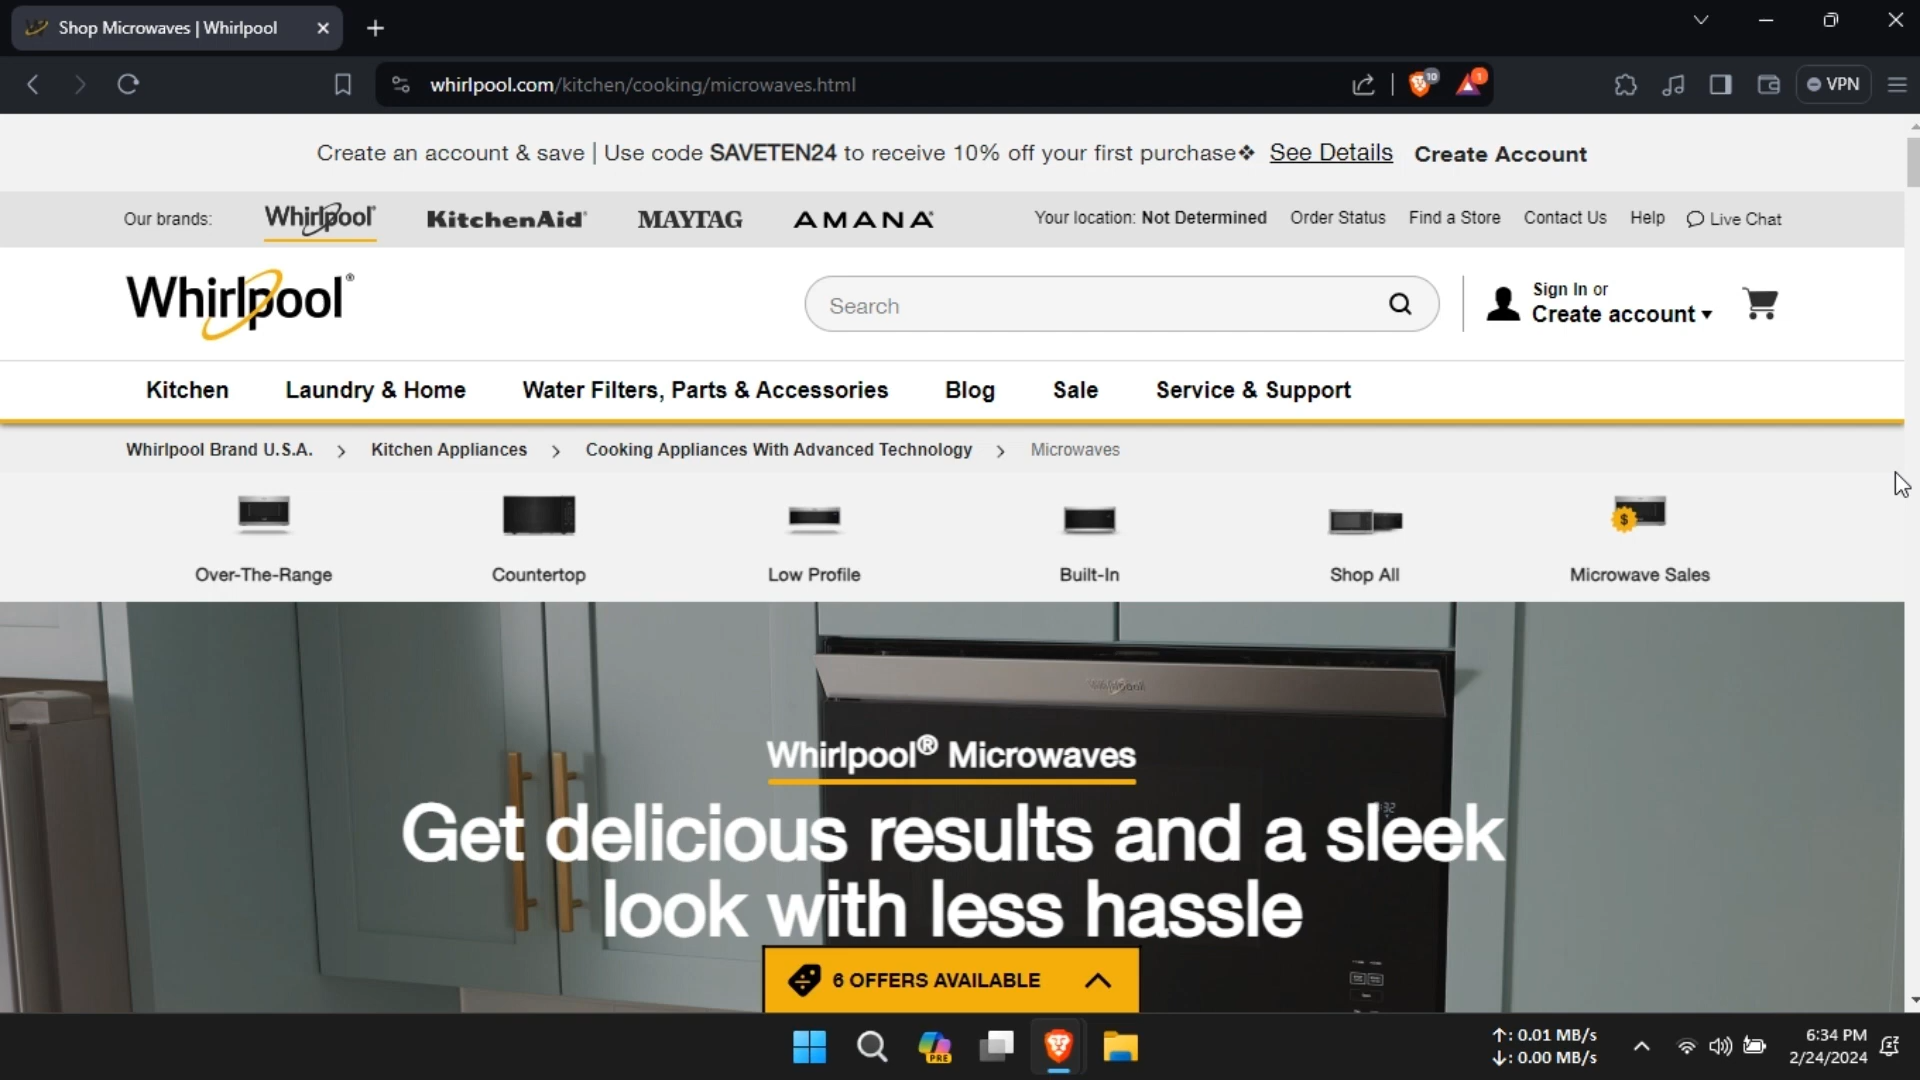 Shop Microwaves | Whirlpool
whirlpool.com/kitchen/cooking/microwaves.html
10
1
VPN
Create an account & save | Use code SAVETEN24 to receive 10% off your first purchase❖ See Details Create Account
Our brands: Whirlpool® KitchenAid® MAYTAG AMANA® Your location: Not Determined Order Status Find a Store Contact Us Help Live Chat
Whirlpool®
Search
Sign In or
Create account
Kitchen Laundry & Home Water Filters, Parts & Accessories Blog Sale Service & Support
Whirlpool Brand U.S.A. > Kitchen Appliances > Cooking Appliances With Advanced Technology > Microwaves
$
Over-The-Range Countertop Low Profile Built-In Shop All Microwave Sales
Whirlpool
Whirlpool® Microwaves
Get delicious results and a sleek
look with less hassle
6 OFFERS AVAILABLE
PRE
↑: 0.01 MB/s
↓: 0.00 MB/s
6:34 PM
2/24/2024